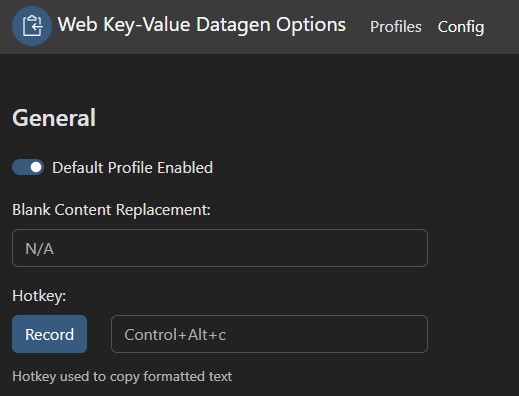 Web Key-Value Datagen Options Profiles Config
General
Default Profile Enabled
Blank Content Replacement:
N/A
Hotkey:
Record Control+Alt+c
Hotkey used to copy formatted text